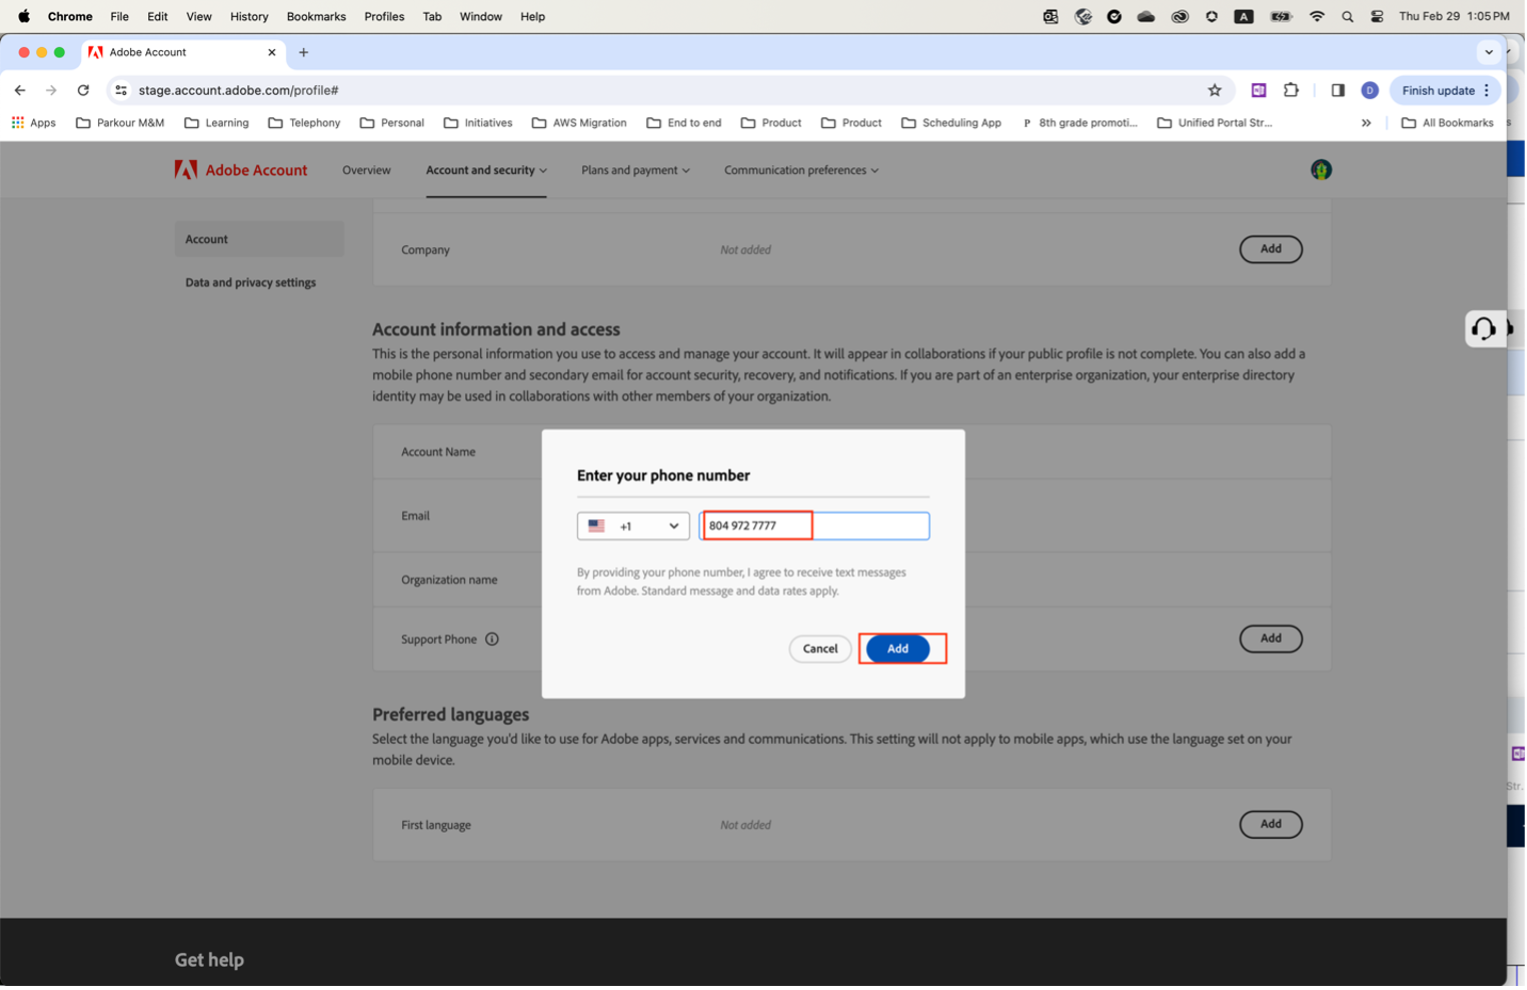 Chrome File Edit View History Bookmarks Profiles Tab Window Help A Thu Feb 29 1:05 PM
Adobe Account
stage.account.adobe.com/profile# D Finish update
Apps Parkour M&M Learning Telephony Personal Initiatives AWS Migration End to end Product Product Scheduling App P 8th grade promoti... Unified Portal Str... » All Bookmarks
Adobe Account Overview Account and security Plans and payment Communication preferences
Account
Data and privacy settings
Company Not added Add
Account information and access
This is the personal information you use to access and manage your account. It will appear in collaborations if your public profile is not complete. You can also add a
mobile phone number and secondary email for account security, recovery, and notifications. If you are part of an enterprise organization, your enterprise directory
identity may be used in collaborations with other members of your organization.
Account Name
Email
Organization name
Support Phone Add
Enter your phone number
+1 804 972 7777
By providing your phone number, I agree to receive text messages
from Adobe. Standard message and data rates apply.
Cancel Add
Preferred languages
Select the language you'd like to use for Adobe apps, services and communications. This setting will not apply to mobile apps, which use the language set on your
mobile device.
First language Not added Add
Str.
Get help